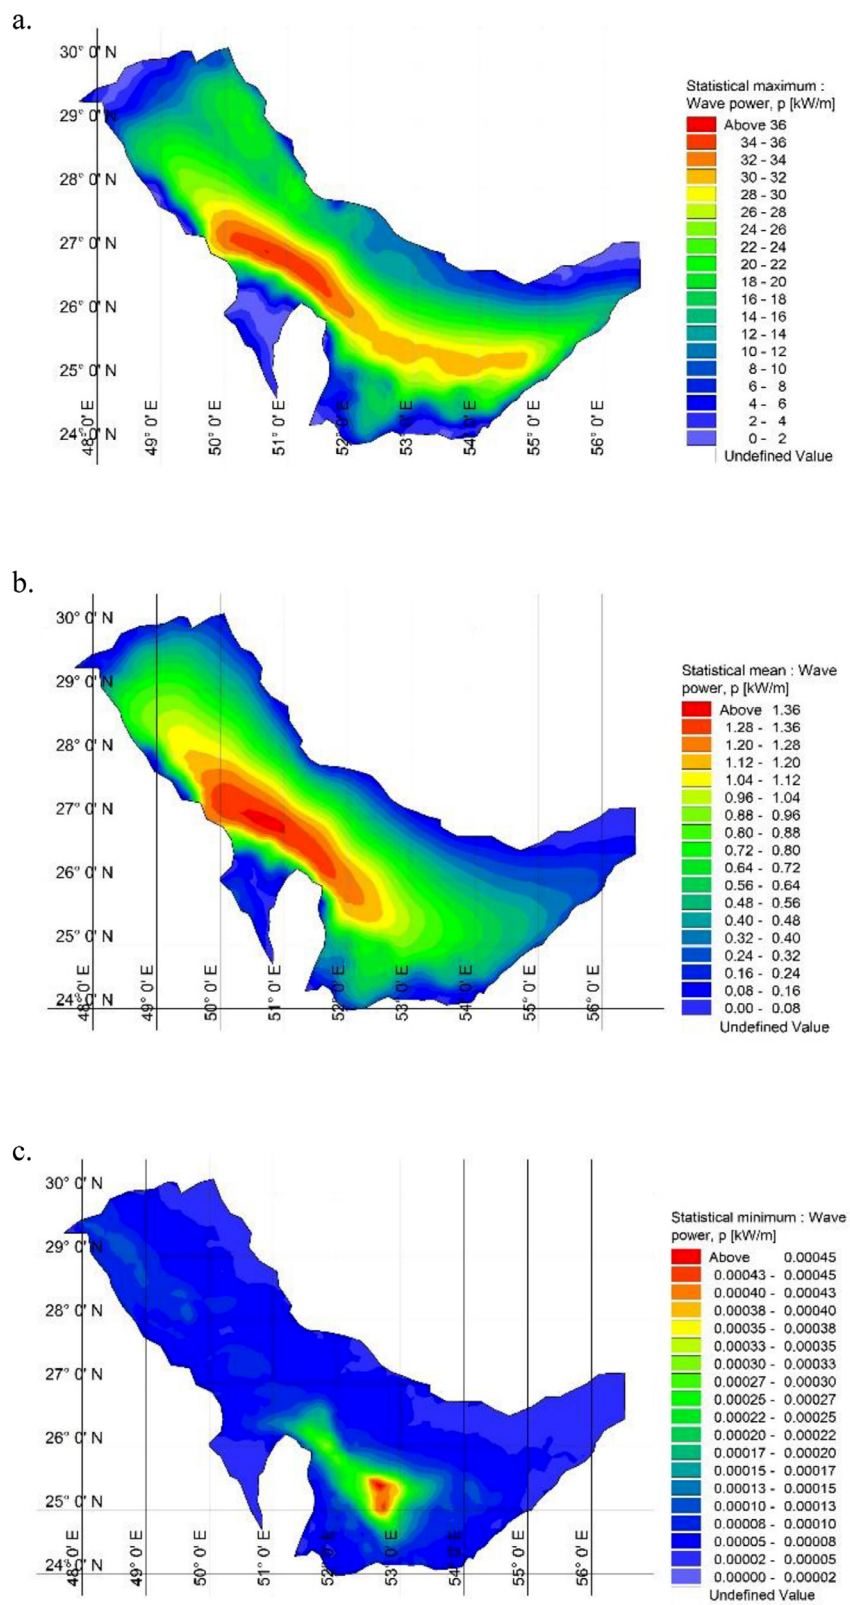 a.
30° 0' N
29° 0' N
28° 0' N
27° 0' N
26° 0' N
25° 0' N
24° 0' N
48° 0' E
49° 0' E
50° 0' E
51° 0' E
52° 0' E
53° 0' E
54° 0' E
55° 0' E
56° 0' E
Statistical maximum :
Wave power, p [kW/m]
Above 36
34 - 36
32 - 34
30 - 32
28 - 30
26 - 28
24 - 26
22 - 24
20 - 22
18 - 20
16 - 18
14 - 16
12 - 14
10 - 12
8 - 10
6 - 8
4 - 6
2 - 4
0 - 2
Undefined Value
b.
30° 0' N
29° 0' N
28° 0' N
27° 0' N
26° 0' N
25° 0' N
24° 0' N
48° 0' E
49° 0' E
50° 0' E
51° 0' E
52° 0' E
53° 0' E
54° 0' E
55° 0' E
56° 0' E
Statistical mean : Wave
power, p [kW/m]
Above 1.36
1.28 - 1.36
1.20 - 1.28
1.12 - 1.20
1.04 - 1.12
0.96 - 1.04
0.88 - 0.96
0.80 - 0.88
0.72 - 0.80
0.64 - 0.72
0.56 - 0.64
0.48 - 0.56
0.40 - 0.48
0.32 - 0.40
0.24 - 0.32
0.16 - 0.24
0.08 - 0.16
0.00 - 0.08
Undefined Value
c.
30° 0' N
29° 0' N
28° 0' N
27° 0' N
26° 0' N
25° 0' N
24° 0' N
48° 0' E
49° 0' E
50° 0' E
51° 0' E
52° 0' E
53° 0' E
54° 0' E
55° 0' E
56° 0' E
Statistical minimum : Wave
power, p [kW/m]
Above 0.00045
0.00043 - 0.00045
0.00040 - 0.00043
0.00038 - 0.00040
0.00035 - 0.00038
0.00033 - 0.00035
0.00030 - 0.00033
0.00027 - 0.00030
0.00025 - 0.00027
0.00022 - 0.00025
0.00020 - 0.00022
0.00017 - 0.00020
0.00015 - 0.00017
0.00013 - 0.00015
0.00010 - 0.00013
0.00008 - 0.00010
0.00005 - 0.00008
0.00002 - 0.00005
0.00000 - 0.00002
Undefined Value